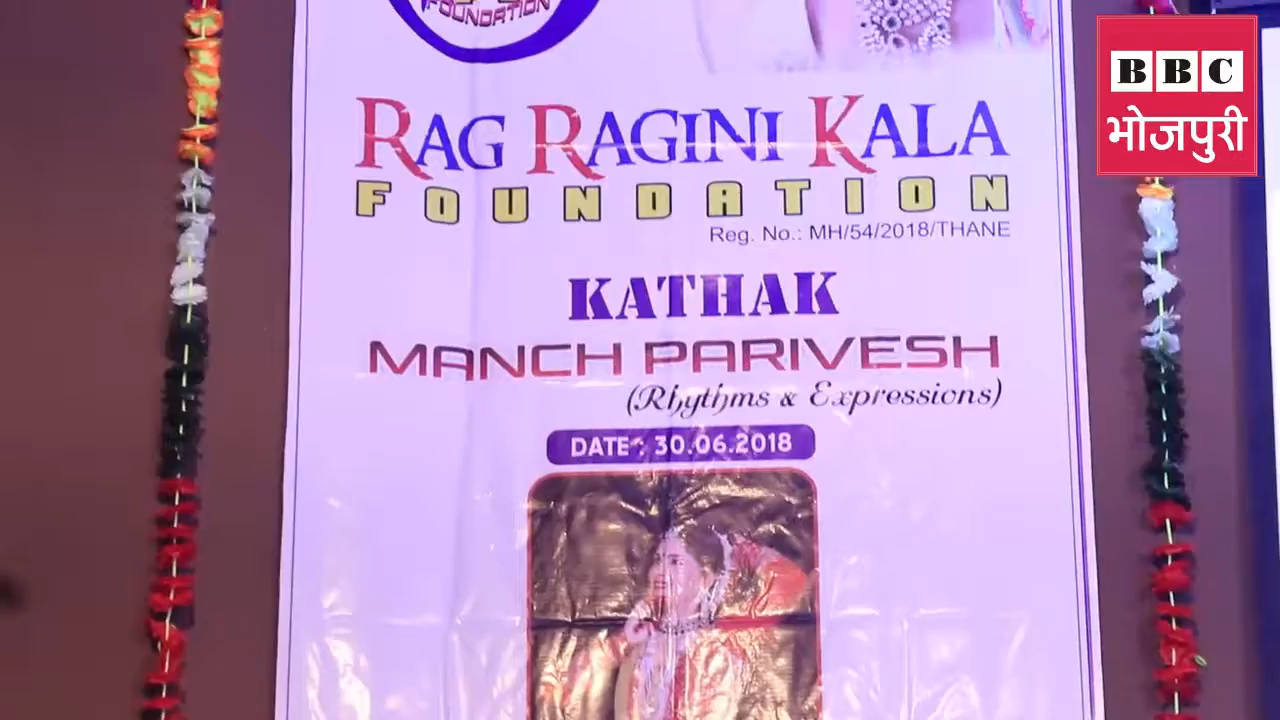 FOUNDATION
BBC
भोजपुरी
RAG RAGINI KALA
FOUNDATION
Reg. No.: MH/54/2018/THANE
KATHAK
MANCH PARIVESH
(Rhythms & Expressions)
DATE : 30.06.2018